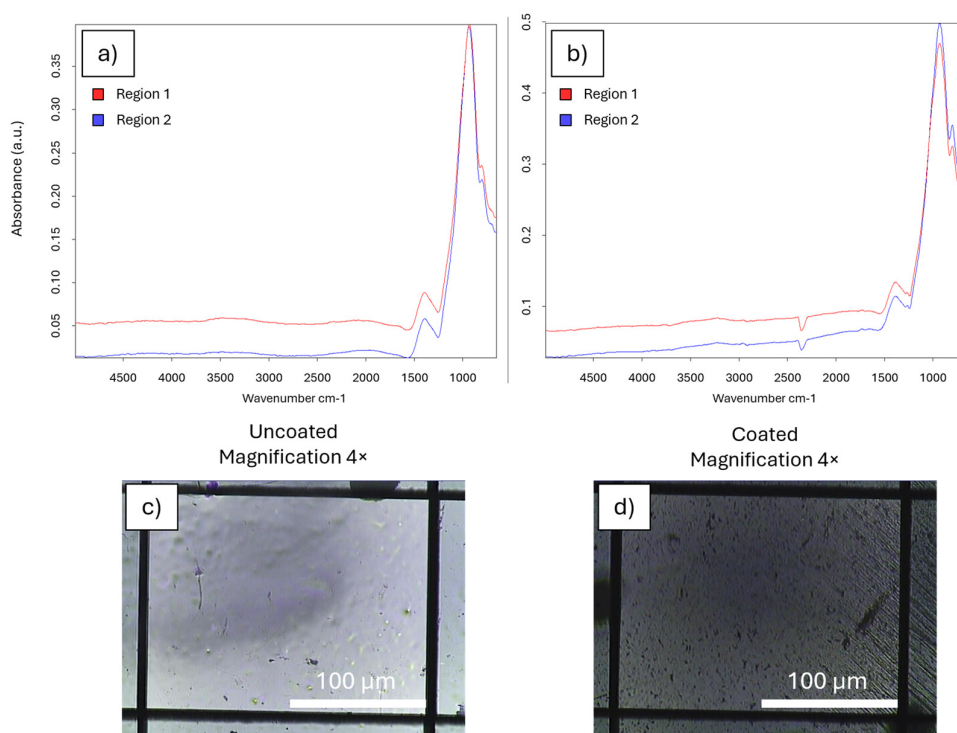 a)
Region 1
Region 2
Absorbance (a.u.)
0.35
0.30
0.25
0.20
0.15
0.10
0.05
4500 4000 3500 3000 2500 2000 1500 1000
Wavenumber cm-1
b)
Region 1
Region 2
0.5
0.4
0.3
0.2
0.1
4500 4000 3500 3000 2500 2000 1500 1000
Wavenumber cm-1
Uncoated
Magnification 4×
Coated
Magnification 4×
c)
100 µm
d)
100 µm